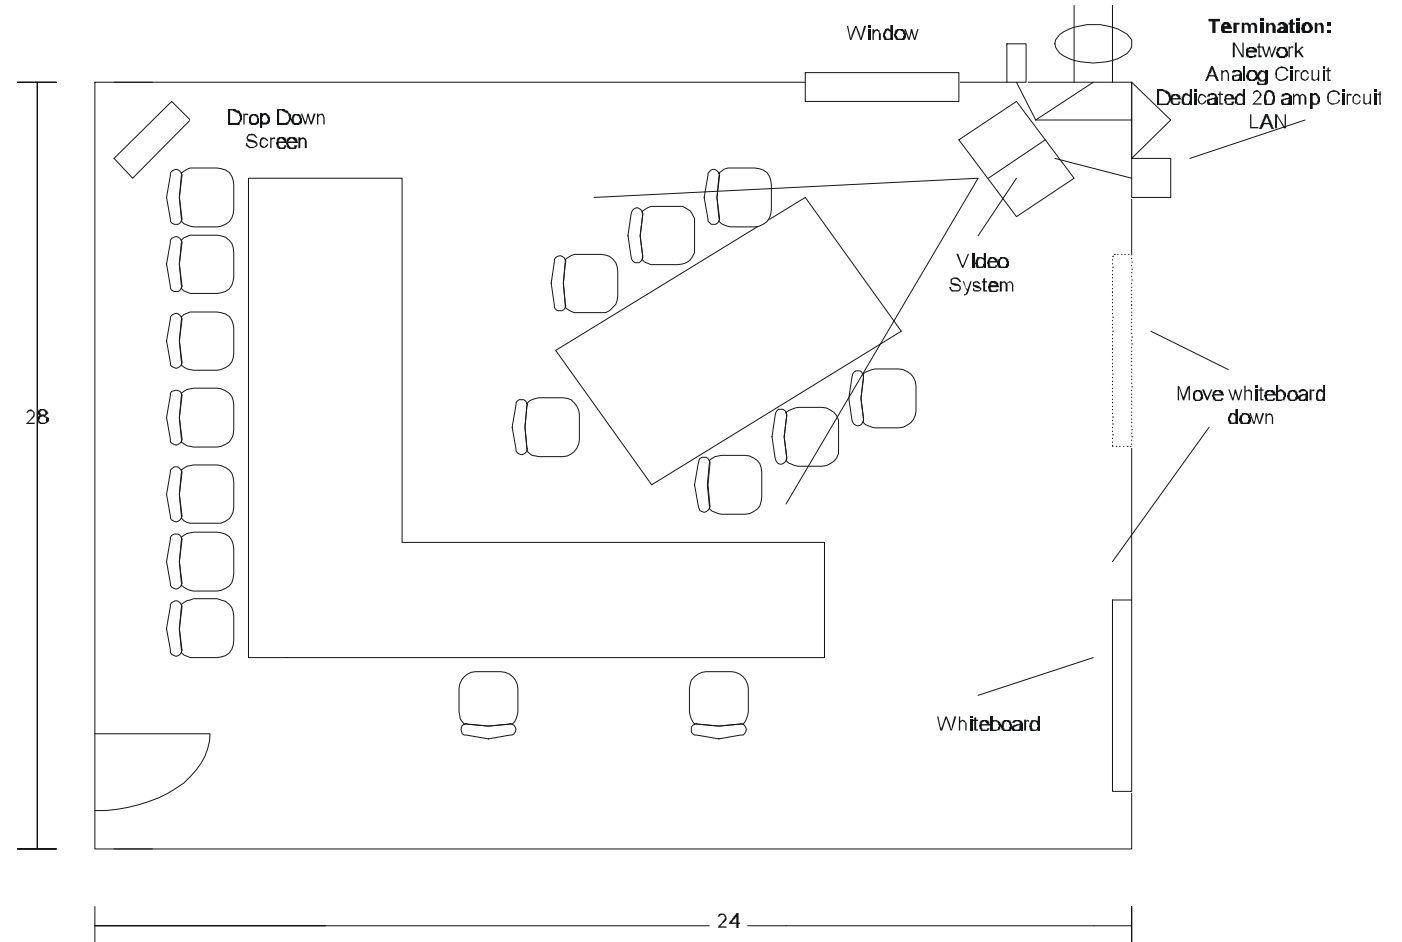 Window
Termination:
Network
Analog Circuit
Dedicated 20 amp Circuit
LAN
Drop Down
Screen
Video
System
28
Move whiteboard
down
Whiteboard
24